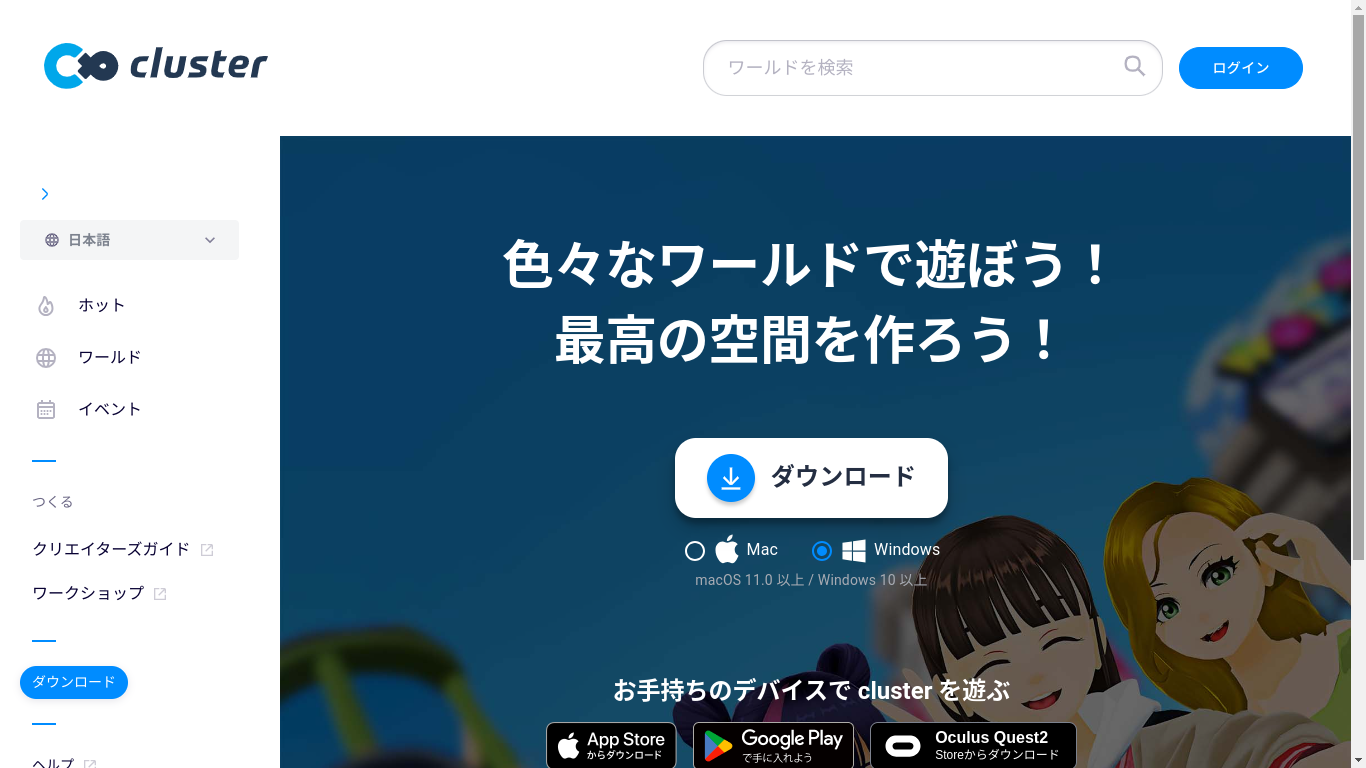 cluster
ワールドを検索
ログイン
日本語
ホット
ワールド
イベント
つくる
クリエイターズガイド
ワークショップ
ダウンロード
ヘルプ
色々なワールドで遊ぼう！
最高の空間を作ろう！
ダウンロード
Mac
Windows
macOS 11.0 以上 / Windows 10 以上
お手持ちのデバイスで cluster を遊ぶ
App Store
からダウンロード
Google Play
で手に入れよう
Oculus Quest2
Storeからダウンロード